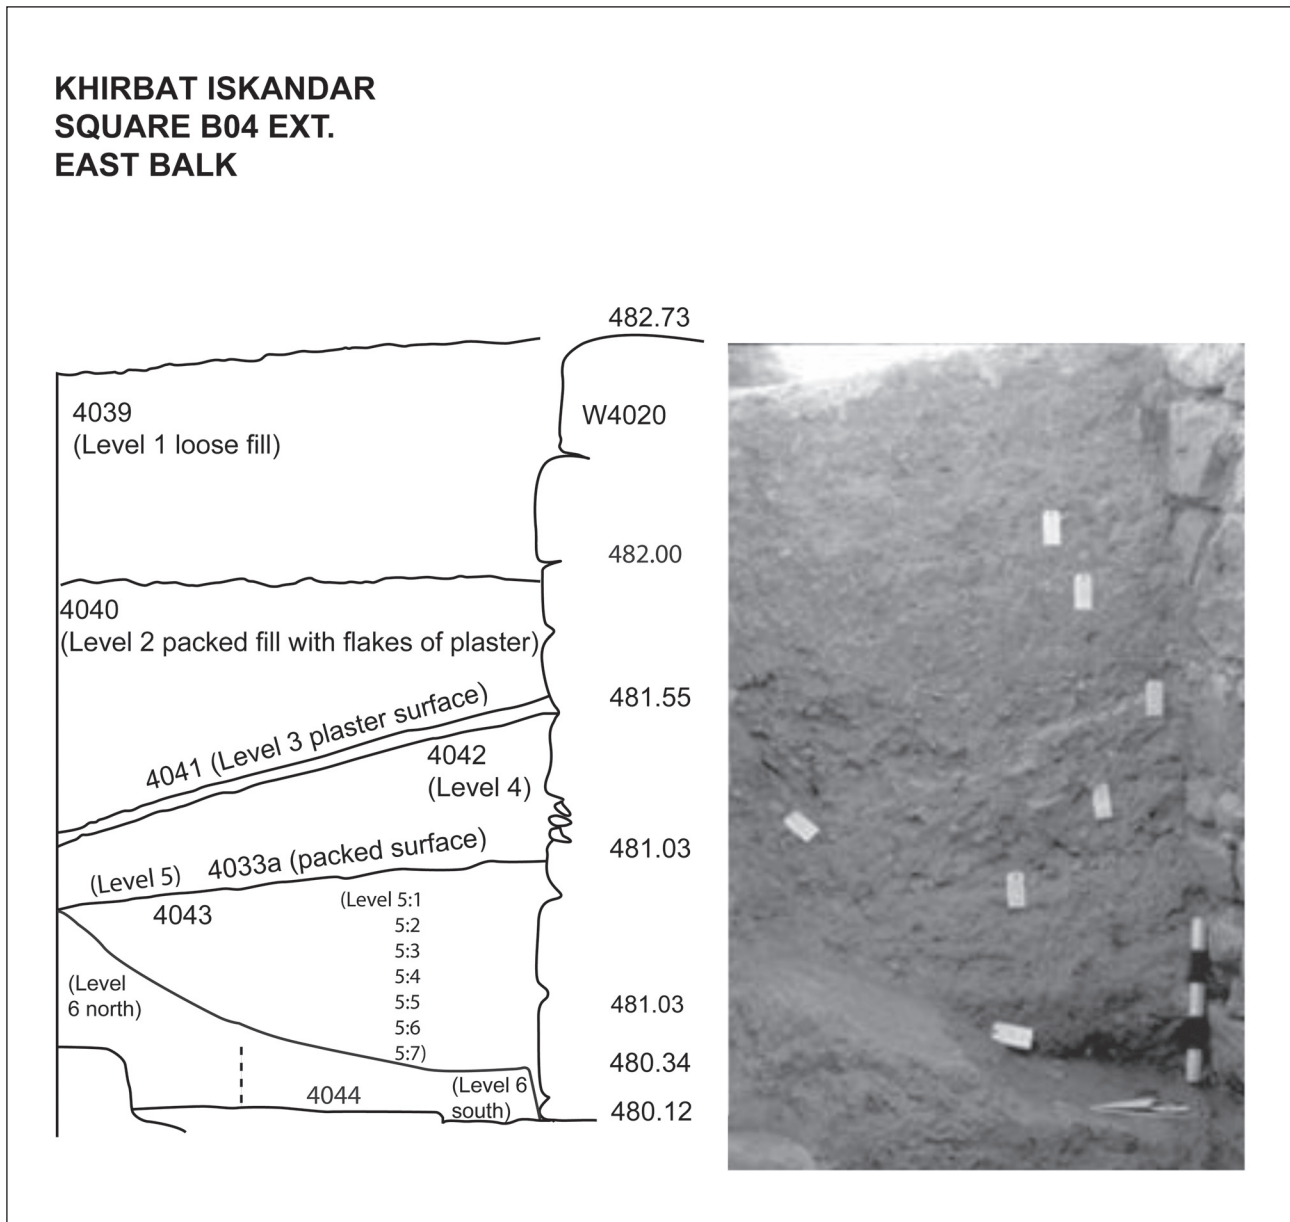 KHIRBAT ISKANDAR
SQUARE B04 EXT.
EAST BALK
482.73
4039
(Level 1 loose fill)
W4020
482.00
4040
(Level 2 packed fill with flakes of plaster)
481.55
4041 (Level 3 plaster surface)
4042
(Level 4)
481.03
(Level 5)
4033a (packed surface)
4043
(Level 5:1
5:2
5:3
5:4
5:5
5:6
5:7)
(Level
6 north)
481.03
480.34
4044
(Level 6
south)
480.12